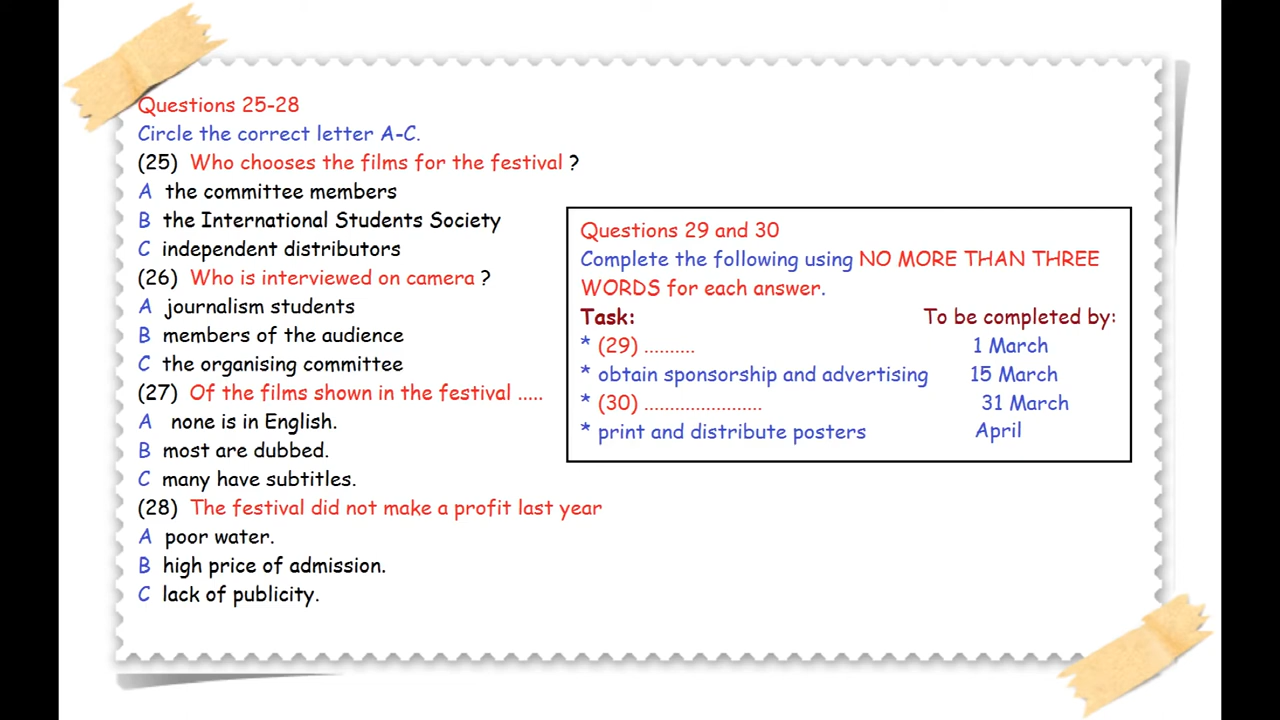 Questions 25-28
Circle the correct letter A-C.
(25) Who chooses the films for the festival ?
A the committee members
B the International Students Society
C independent distributors
(26) Who is interviewed on camera ?
A journalism students
B members of the audience
C the organising committee
(27) Of the films shown in the festival .....
A none is in English.
B most are dubbed.
C many have subtitles.
(28) The festival did not make a profit last year
A poor water.
B high price of admission.
C lack of publicity.
Questions 29 and 30
Complete the following using NO MORE THAN THREE
WORDS for each answer.
Task: To be completed by:
* (29) .......... 1 March
* obtain sponsorship and advertising 15 March
* (30) ....................... 31 March
* print and distribute posters April